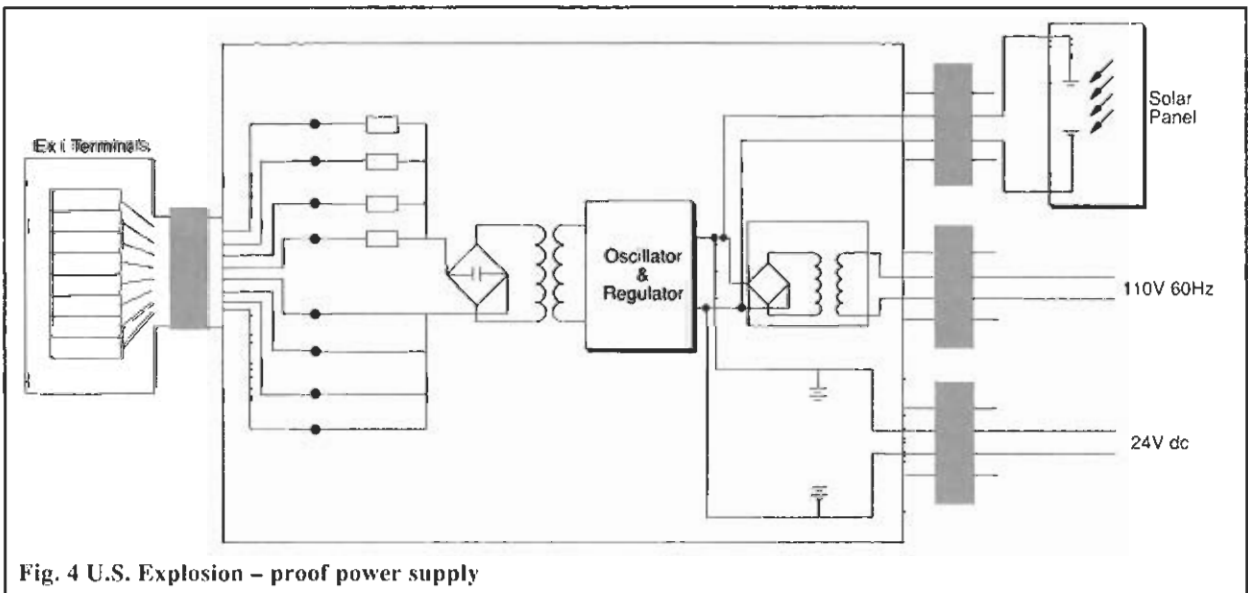 Ex i Terminals
Oscillator
&
Regulator
Solar
Panel
110V 60Hz
24V dc
Fig. 4 U.S. Explosion – proof power supply